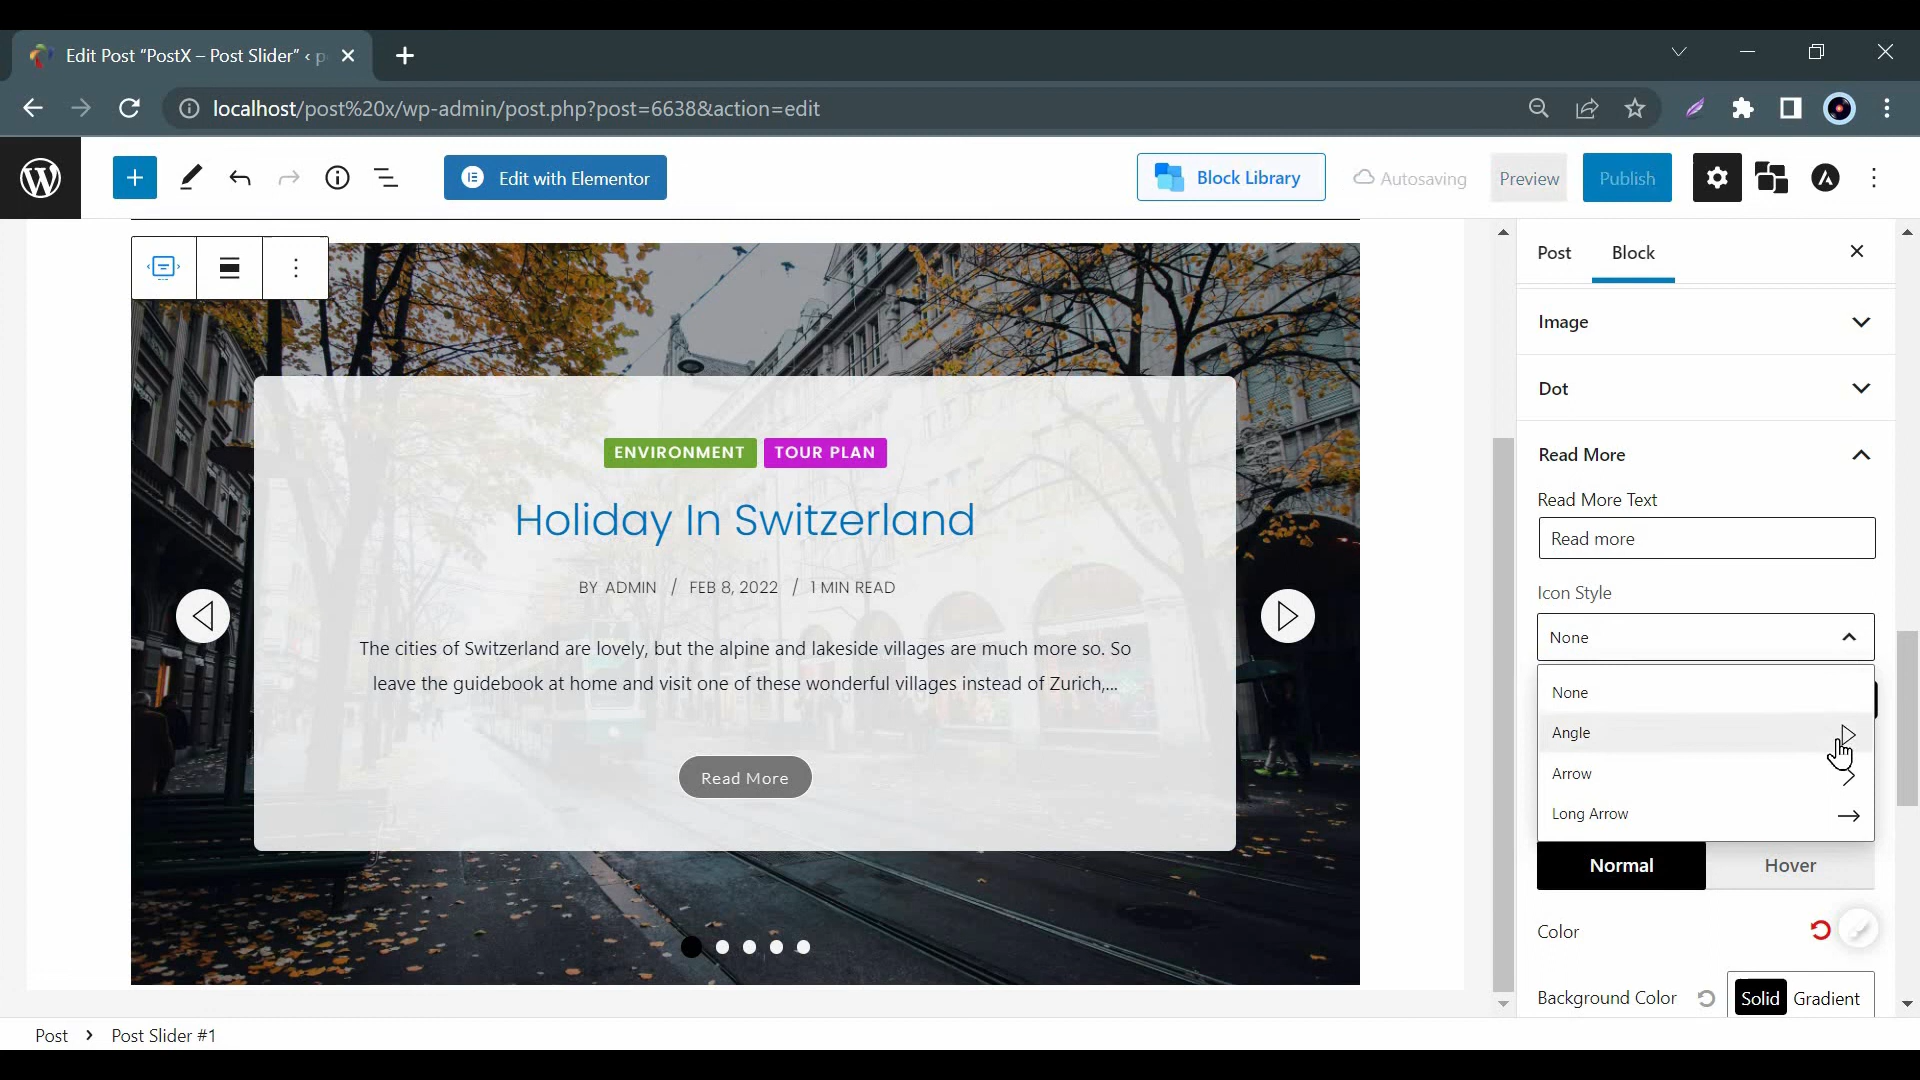 Edit Post "PostX – Post Slider" ‹ p
localhost/post%20x/wp-admin/post.php?post=6638&action=edit
Edit with Elementor
Block Library
Autosaving
Preview
Publish
Post
Block
Image
Dot
Read More
Read More Text
Read more
Icon Style
None
None
Angle
Arrow
Long Arrow
Normal
Hover
Color
Background Color
Solid
Gradient
ENVIRONMENT
TOUR PLAN
Holiday In Switzerland
BY ADMIN / FEB 8, 2022 / 1 MIN READ
The cities of Switzerland are lovely, but the alpine and lakeside villages are much more so. So
leave the guidebook at home and visit one of these wonderful villages instead of Zurich,...
Read More
Post › Post Slider #1